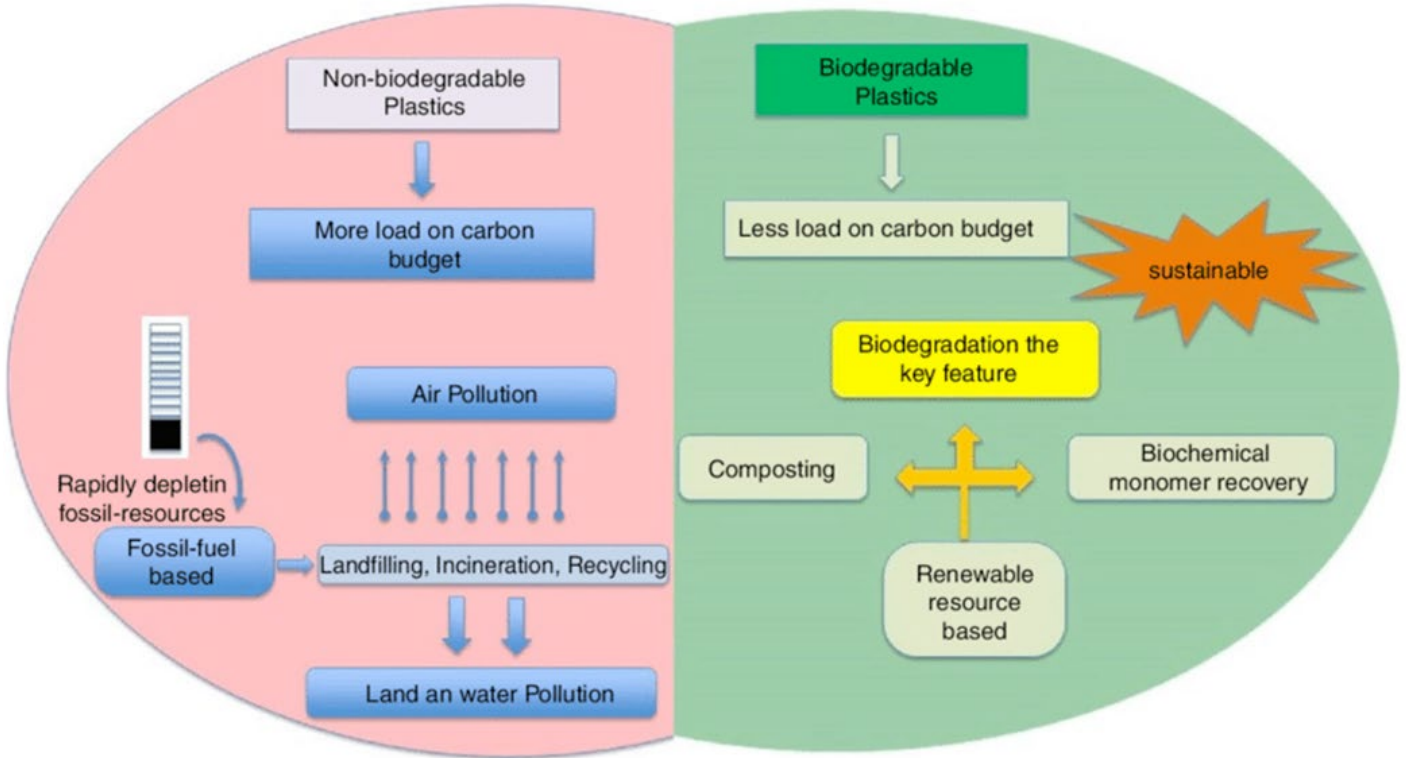 Non-biodegradable
Plastics
More load on carbon
budget
Air Pollution
Rapidly depletin
fossil-resources
Fossil-fuel
based
Landfilling, Incineration, Recycling
Land an water Pollution
Biodegradable
Plastics
Less load on carbon budget
sustainable
Biodegradation the
key feature
Composting
Biochemical
monomer recovery
Renewable
resource
based